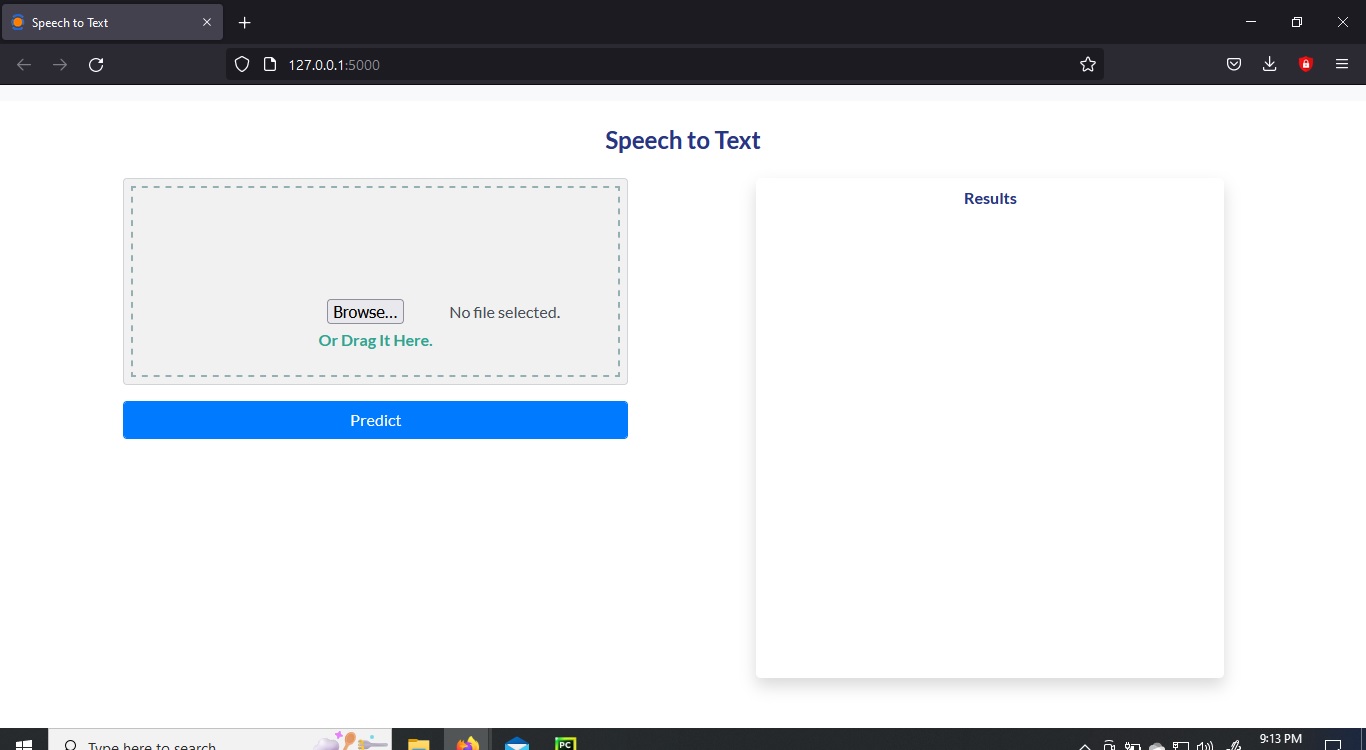 Speech to Text
127.0.0.1:5000
Speech to Text
Browse... No file selected.
Or Drag It Here.
Predict
Results
Type here to search
PC
9:13 PM